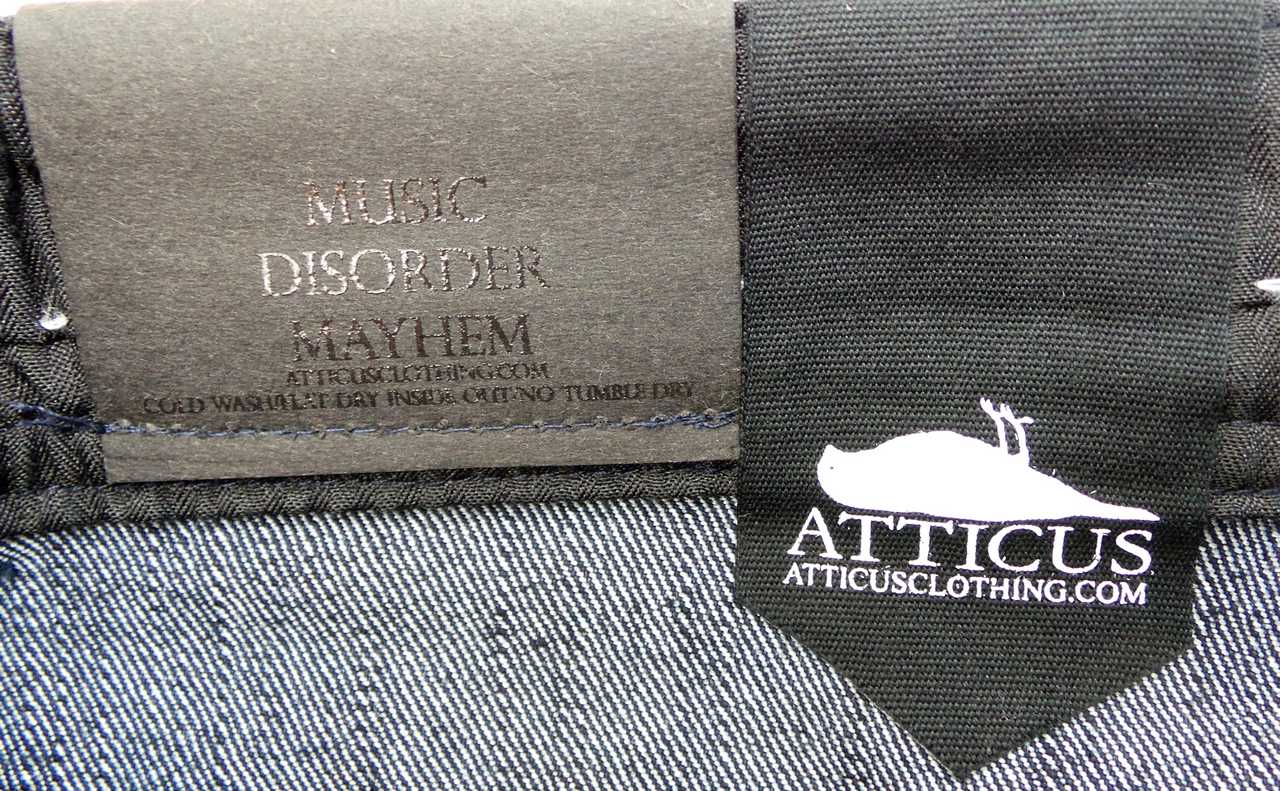 MUSIC
DISORDER
MAYHEM
ATTICUSCLOTHING.COM
COLD WASH/FLAT DRY INSIDE OUT/NO TUMBLE DRY
ATTICUS
ATTICUSCLOTHING.COM